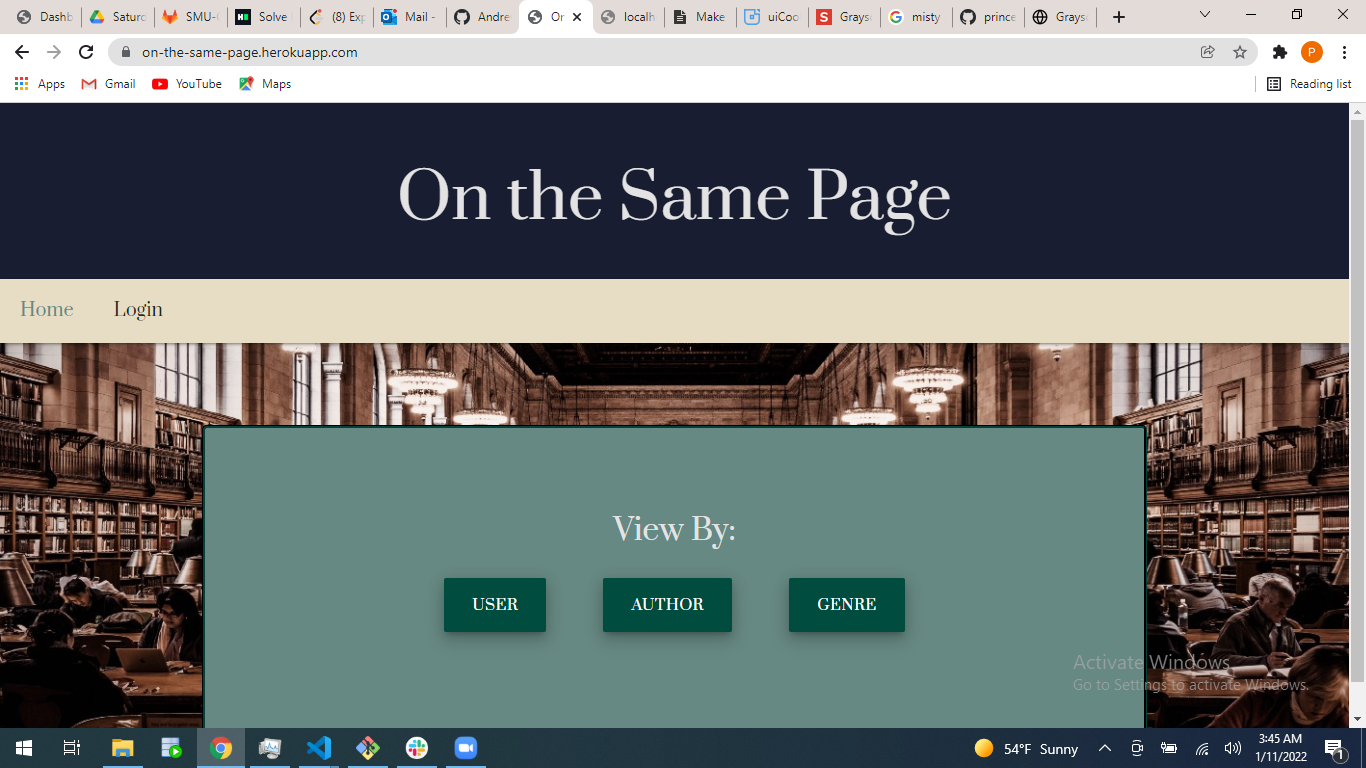 Dashb
Saturd
SMU-
Solve
(8) Exp
Mail -
Andre
On
localh
Make
uiCoo
Grays
misty
prince
Grays
on-the-same-page.herokuapp.com
P
Apps
Gmail
YouTube
Maps
Reading list
On the Same Page
Home
Login
View By:
USER
AUTHOR
GENRE
Activate Windows
Go to Settings to activate Windows.
54°F Sunny
3:45 AM
1/11/2022
1